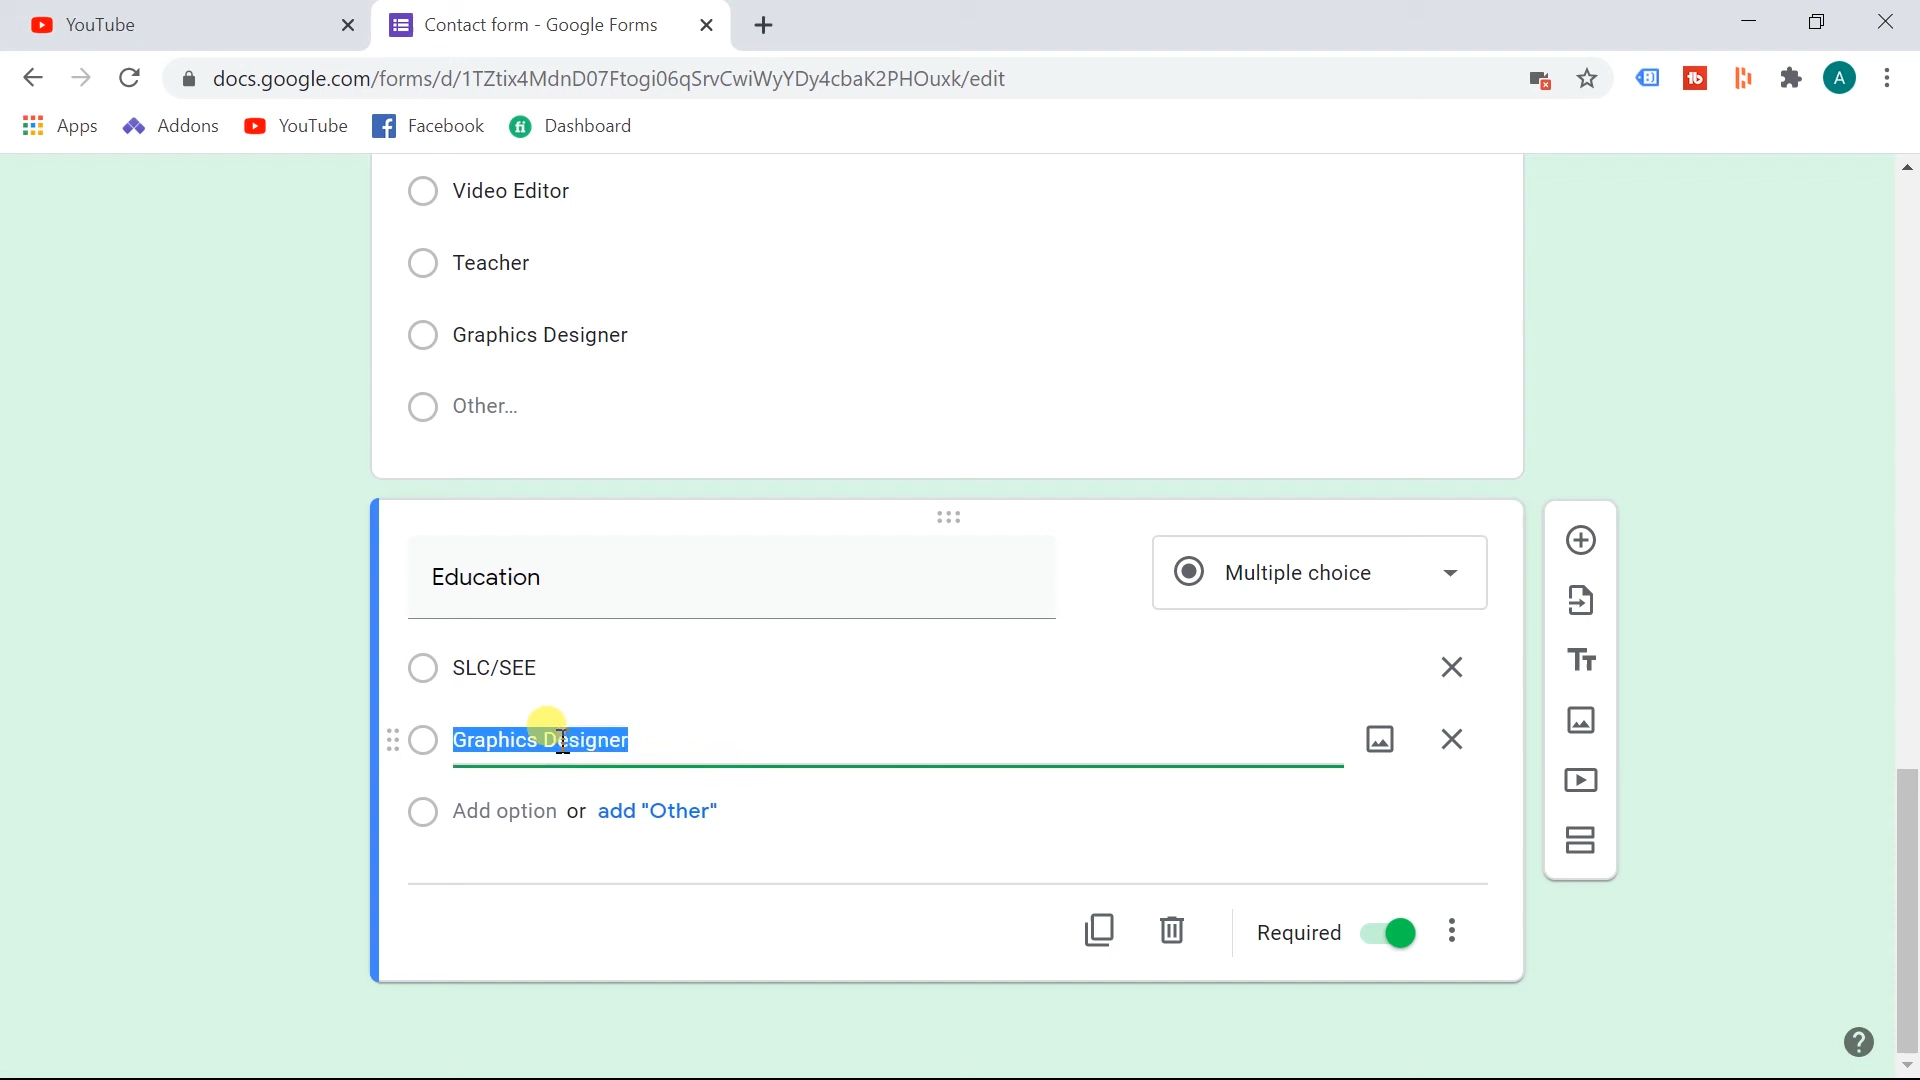 YouTube
Contact form - Google Forms
docs.google.com/forms/d/1TZtix4MdnD07Ftogi06qSrvCwiWyYDy4cbaK2PHOuxk/edit
A
Apps
Addons
YouTube
Facebook
Dashboard
Video Editor
Teacher
Graphics Designer
Other...
Education
Multiple choice
SLC/SEE
Graphics Designer
Add option or add "Other"
Required